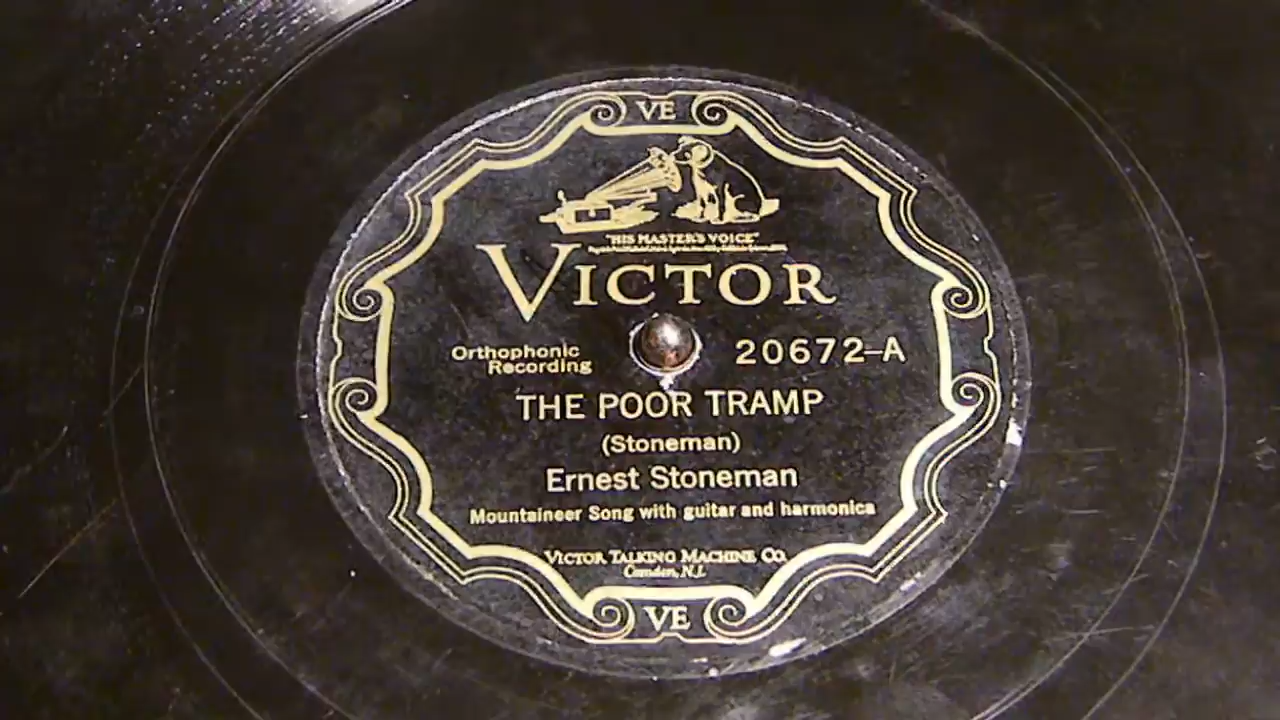 VE
"HIS MASTER'S VOICE"
VICTOR
Orthophonic
Recording
20672-A
THE POOR TRAMP
(Stoneman)
Ernest Stoneman
Mountaineer Song with guitar and harmonica
VICTOR TALKING MACHINE CO.
Camden, N.J.
VE